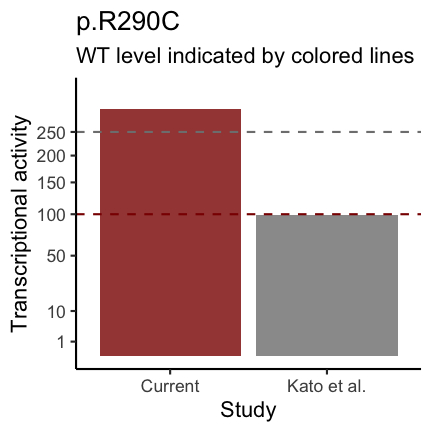 p.R290C
WT level indicated by colored lines
Transcriptional activity
250
200
150
100
50
10
1
Current
Kato et al.
Study